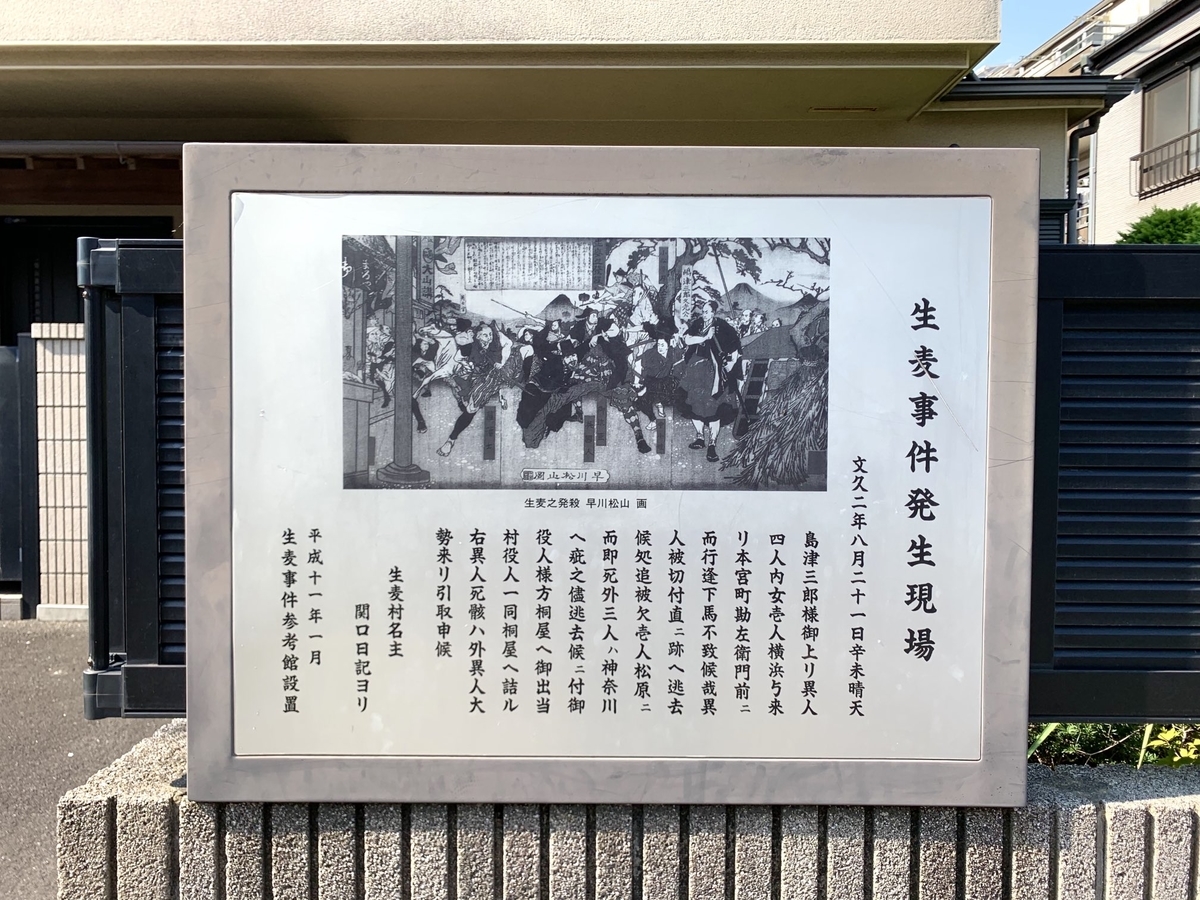 生麦事件発生現場
文久二年八月二十一日辛未晴天
島津三郎様御上リ異人
四人内女壱人横浜与来
リ本宮町勘左衛門前ニ
而行逢下馬不致候哉異
人被切付直ニ跡へ逃去
候処追被欠壱人松原ニ
而即死外三人ハ神奈川
へ疵之儘逃去候ニ付御
役人様方桐屋へ御出当
村役人一同桐屋へ詰ル
右異人死骸ハ外異人大
勢来リ引取申候
生麦村名主
関口日記ヨリ
平成十一年一月
生麦事件参考館設置
生麦之発殺 早川松山 画
早川松山画